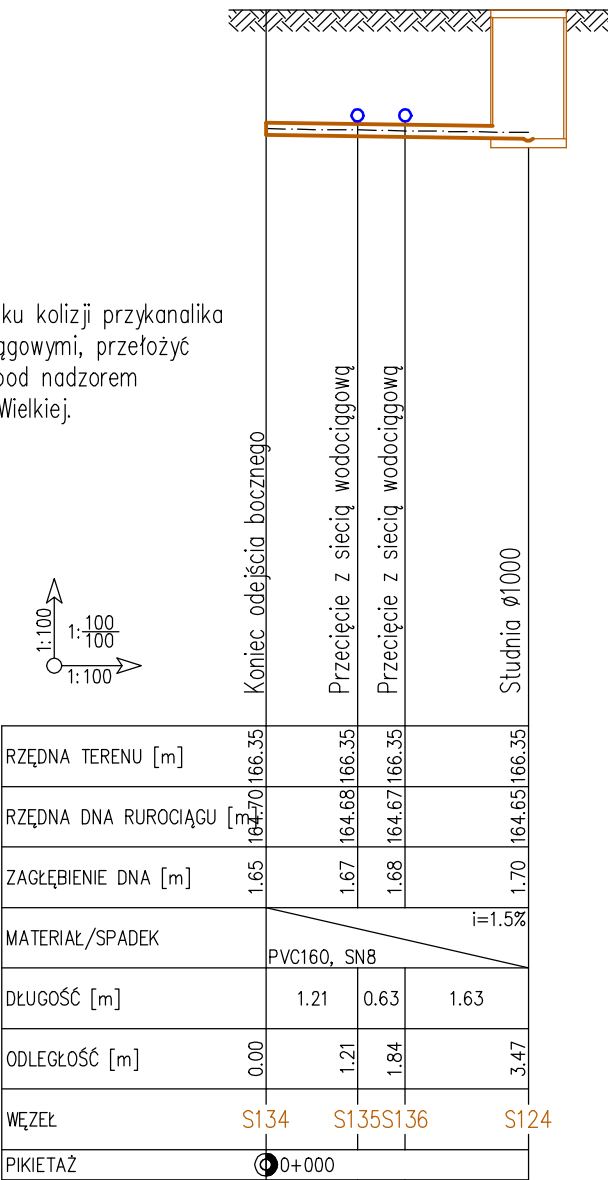 ku kolizji przykanalika
ągowymi, przełożyć
pod nadzorem
Wielkiej.
Koniec odejścia bocznego
Przecięcie z siecią wodociągową
Przecięcie z siecią wodociągową
Studnia ø1000
1:100
1:100/100
1:100
RZĘDNA TERENU [m] 166.35 166.35 166.35 166.35
RZĘDNA DNA RUROCIĄGU [m] 164.70 164.68 164.67 164.65
ZAGŁĘBIENIE DNA [m] 1.65 1.67 1.68 1.70
MATERIAŁ/SPADEK PVC160, SN8 i=1.5%
DŁUGOŚĆ [m] 1.21 0.63 1.63
ODLEGŁOŚĆ [m] 0.00 1.21 1.84 3.47
WĘZEŁ S134 S135 S136 S124
PIKIETAŻ 0+000